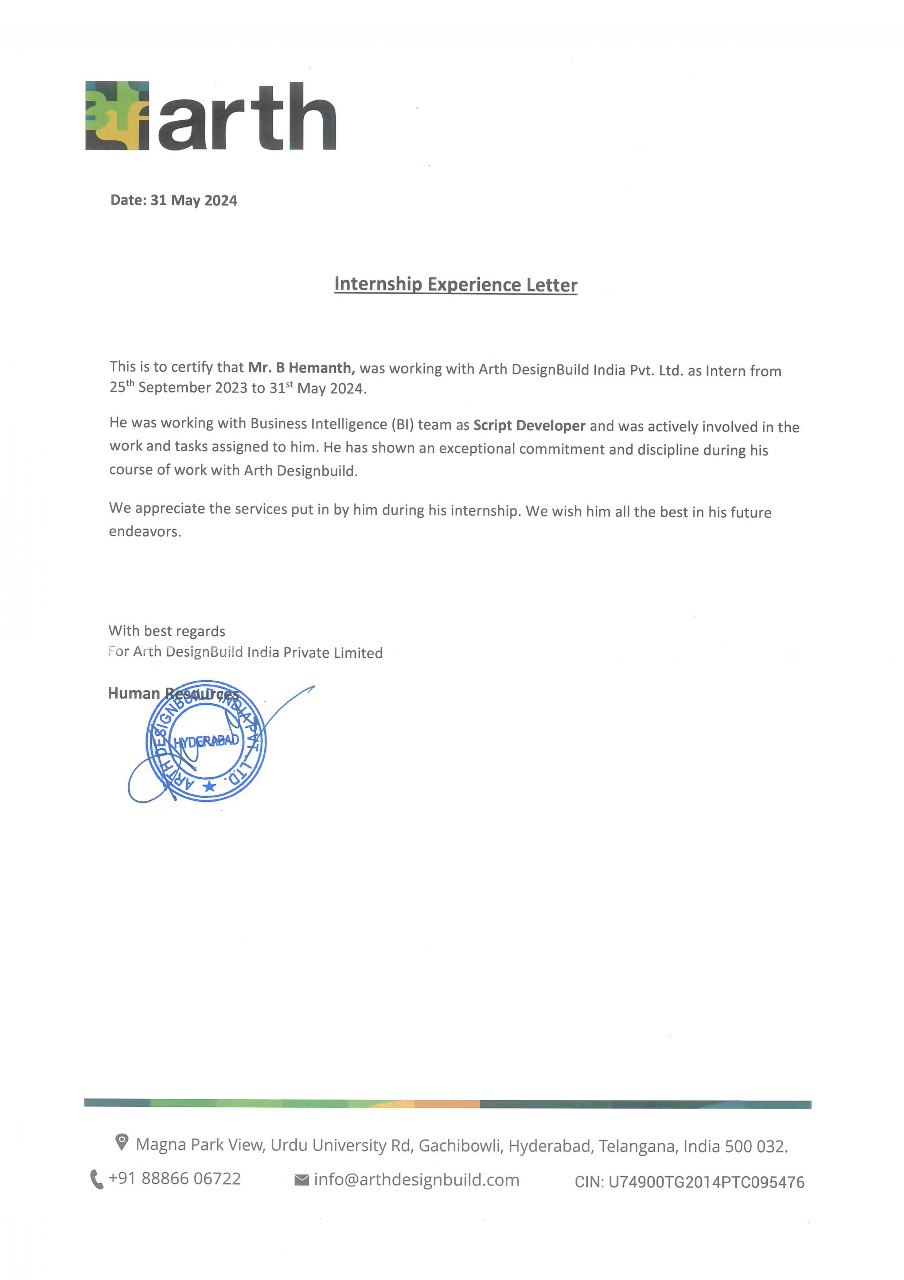 arth
Date: 31 May 2024
Internship Experience Letter
This is to certify that Mr. B Hemanth, was working with Arth DesignBuild India Pvt. Ltd. as Intern from
25th September 2023 to 31st May 2024.
He was working with Business Intelligence (BI) team as Script Developer and was actively involved in the
work and tasks assigned to him. He has shown an exceptional commitment and discipline during his
course of work with Arth Designbuild.
We appreciate the services put in by him during his internship. We wish him all the best in his future
endeavors.
With best regards
For Arth DesignBuild India Private Limited
Human Resources
ARTH DESIGNBUILD INDIA PVT. LTD.
HYDERABAD
Magna Park View, Urdu University Rd, Gachibowli, Hyderabad, Telangana, India 500 032.
+91 88866 06722 info@arthdesignbuild.com CIN: U74900TG2014PTC095476